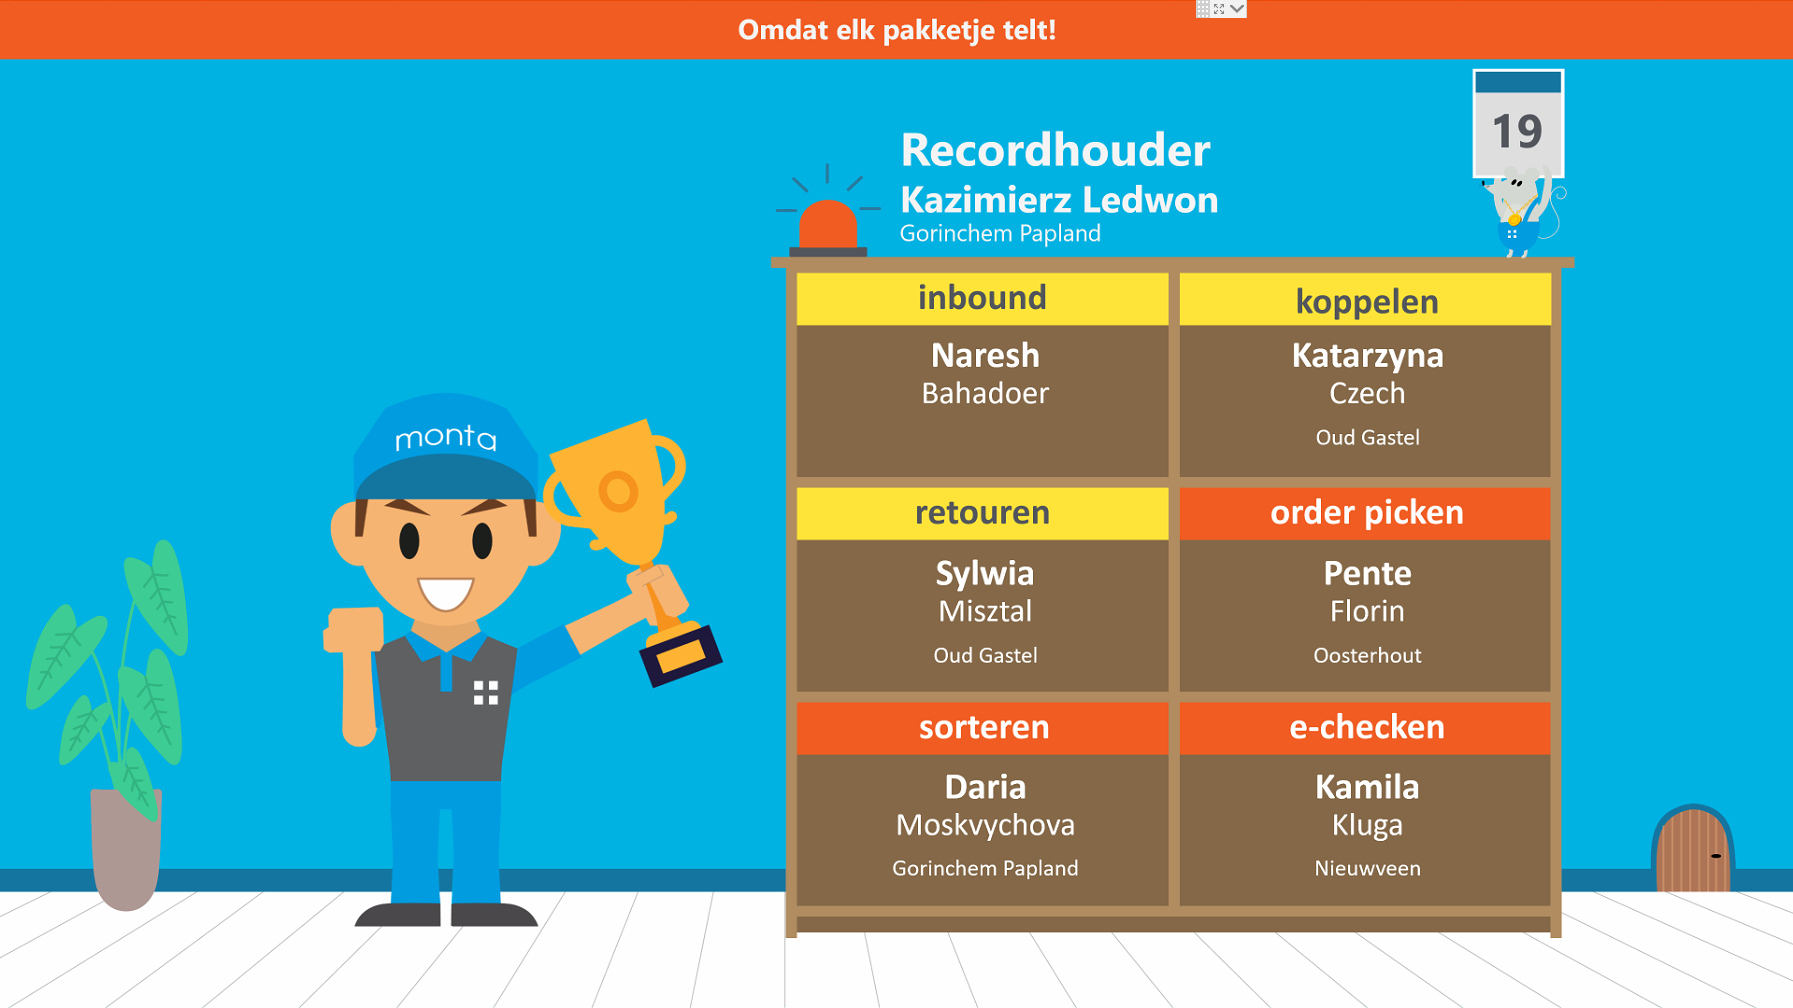 Omdat elk pakketje telt!
19
Recordhouder
Kazimierz Ledwon
Gorinchem Papland
inbound
Naresh
Bahadoer
koppelen
Katarzyna
Czech
Oud Gastel
monta
retouren
Sylwia
Misztal
Oud Gastel
order picken
Pente
Florin
Oosterhout
sorteren
Daria
Moskvychova
Gorinchem Papland
e-checken
Kamila
Kluga
Nieuwveen